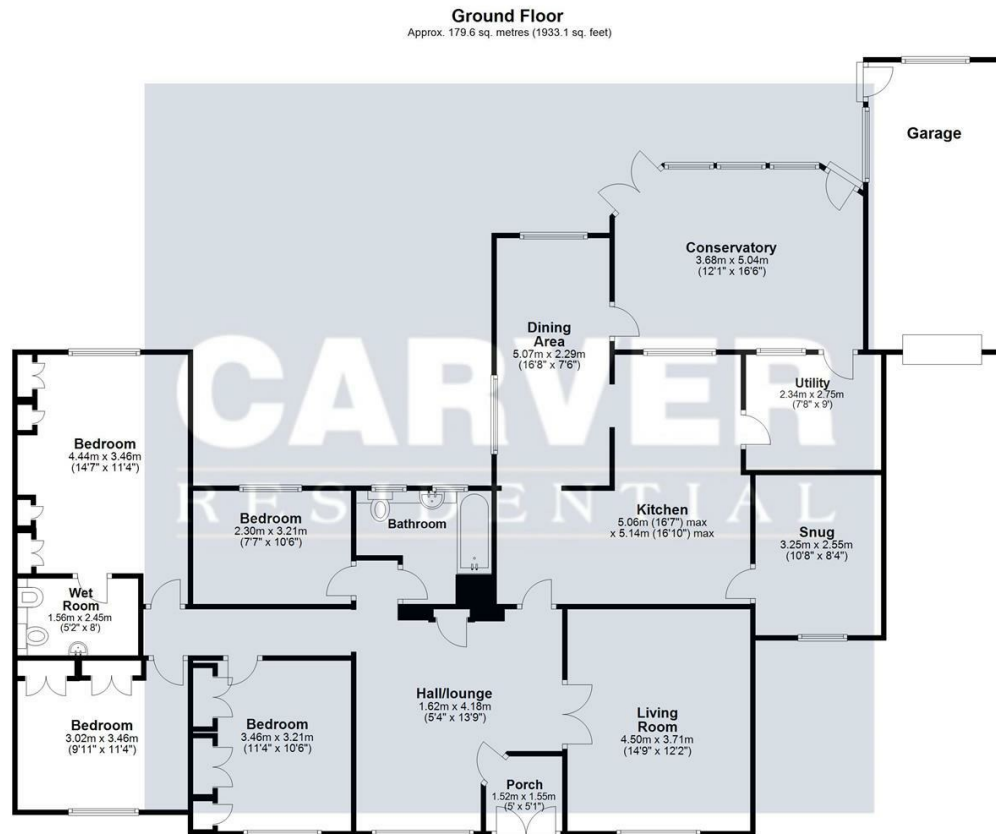 Ground Floor
Approx. 179.6 sq. metres (1933.1 sq. feet)
Garage
Conservatory
3.68m x 5.04m
(12'1" x 16'6")
Dining
Area
5.07m x 2.29m
(16'8" x 7'6")
Utility
2.34m x 2.75m
(7'8" x 9')
CARVER
RESIDENTIAL
Bedroom
4.44m x 3.46m
(14'7" x 11'4")
Bedroom
2.30m x 3.21m
(7'7" x 10'6")
Bathroom
Kitchen
5.06m (16'7") max
x 5.14m (16'10") max
Snug
3.25m x 2.55m
(10'8" x 8'4")
Wet
Room
1.56m x 2.45m
(5'2" x 8')
Bedroom
3.02m x 3.46m
(9'11" x 11'4")
Bedroom
3.46m x 3.21m
(11'4" x 10'6")
Hall/lounge
1.62m x 4.18m
(5'4" x 13'9")
Living
Room
4.50m x 3.71m
(14'9" x 12'2")
Porch
1.52m x 1.55m
(5' x 5'1")